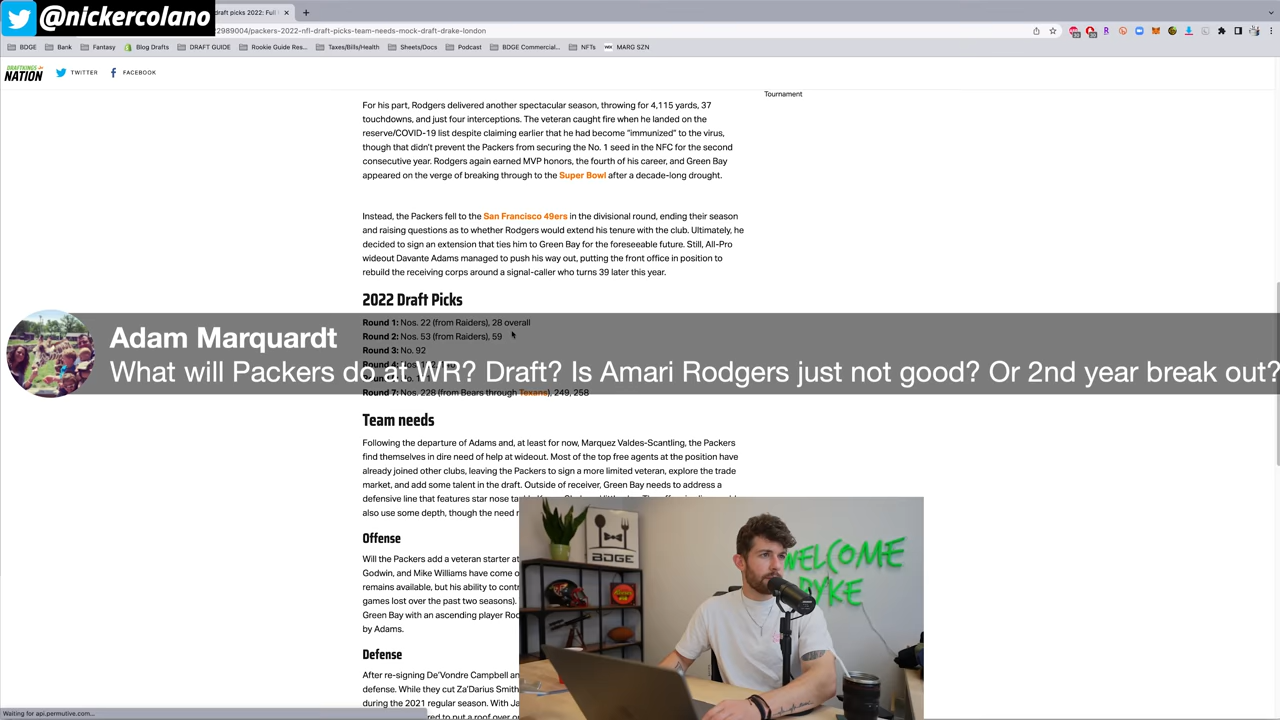 @nickercolano
draft picks 2022: Full
2989004/packers-2022-nfl-draft-picks-team-needs-mock-draft-drake-london
BDGE Bank Fantasy Blog Drafts DRAFT GUIDE Rookie Guide Res... Taxes/Bills/Health Sheets/Docs Podcast BDGE Commercial... NFTs MARG SZN
DRAFTKINGS NATION TWITTER FACEBOOK
Tournament
For his part, Rodgers delivered another spectacular season, throwing for 4,115 yards, 37
touchdowns, and just four interceptions. The veteran caught fire when he landed on the
reserve/COVID-19 list despite claiming earlier that he had become “immunized” to the virus,
though that didn’t prevent the Packers from securing the No. 1 seed in the NFC for the second
consecutive year. Rodgers again earned MVP honors, the fourth of his career, and Green Bay
appeared on the verge of breaking through to the Super Bowl after a decade-long drought.
Instead, the Packers fell to the San Francisco 49ers in the divisional round, ending their season
and raising questions as to whether Rodgers would extend his tenure with the club. Ultimately, he
decided to sign an extension that ties him to Green Bay for the foreseeable future. Still, All-Pro
wideout Davante Adams managed to push his way out, putting the front office in position to
rebuild the receiving corps around a signal-caller who turns 39 later this year.
2022 Draft Picks
Round 1: Nos. 22 (from Raiders), 28 overall
Round 2: Nos. 53 (from Raiders), 59
Adam Marquardt
Round 3: No. 92
What will Packers do at WR? Draft? Is Amari Rodgers just not good? Or 2nd year break out?
Round 7: Nos. 228 (from Bears through Texans), 249, 258
Team needs
Following the departure of Adams and, at least for now, Marquez Valdes-Scantling, the Packers
find themselves in dire need of help at wideout. Most of the top free agents at the position have
already joined other clubs, leaving the Packers to sign a more limited veteran, explore the trade
market, and add some talent in the draft. Outside of receiver, Green Bay needs to address a
defensive line that features star nose
also use some depth, though the need
Offense
Will the Packers add a veteran starter at
Godwin, and Mike Williams have come
remains available, but his ability to
games lost over the past two seasons).
Green Bay with an ascending player
by Adams.
Defense
After re-signing De’Vondre Campbell
defense. While they cut Za’Darius Smith,
during the 2021 regular season. With
to put a roof over
Waiting for api.permutive.com...
BDGE
WELCOME
DYKE